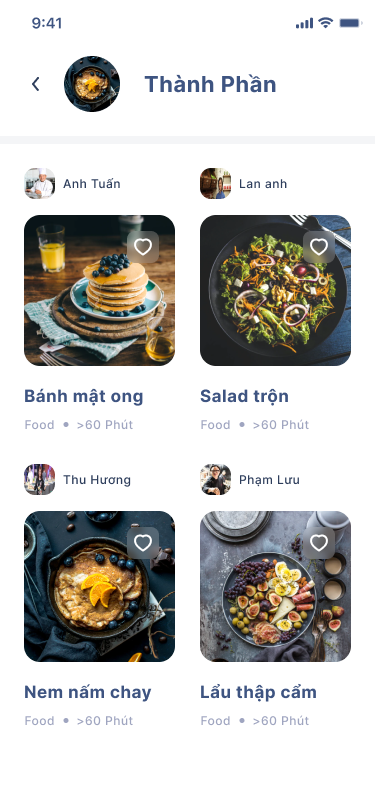 9:41
Thành Phần
Anh Tuấn
Lan anh
Bánh mật ong
Salad trộn
Food • >60 Phút
Food • >60 Phút
Thu Hương
Phạm Lưu
Nem nấm chay
Lẩu thập cẩm
Food • >60 Phút
Food • >60 Phút